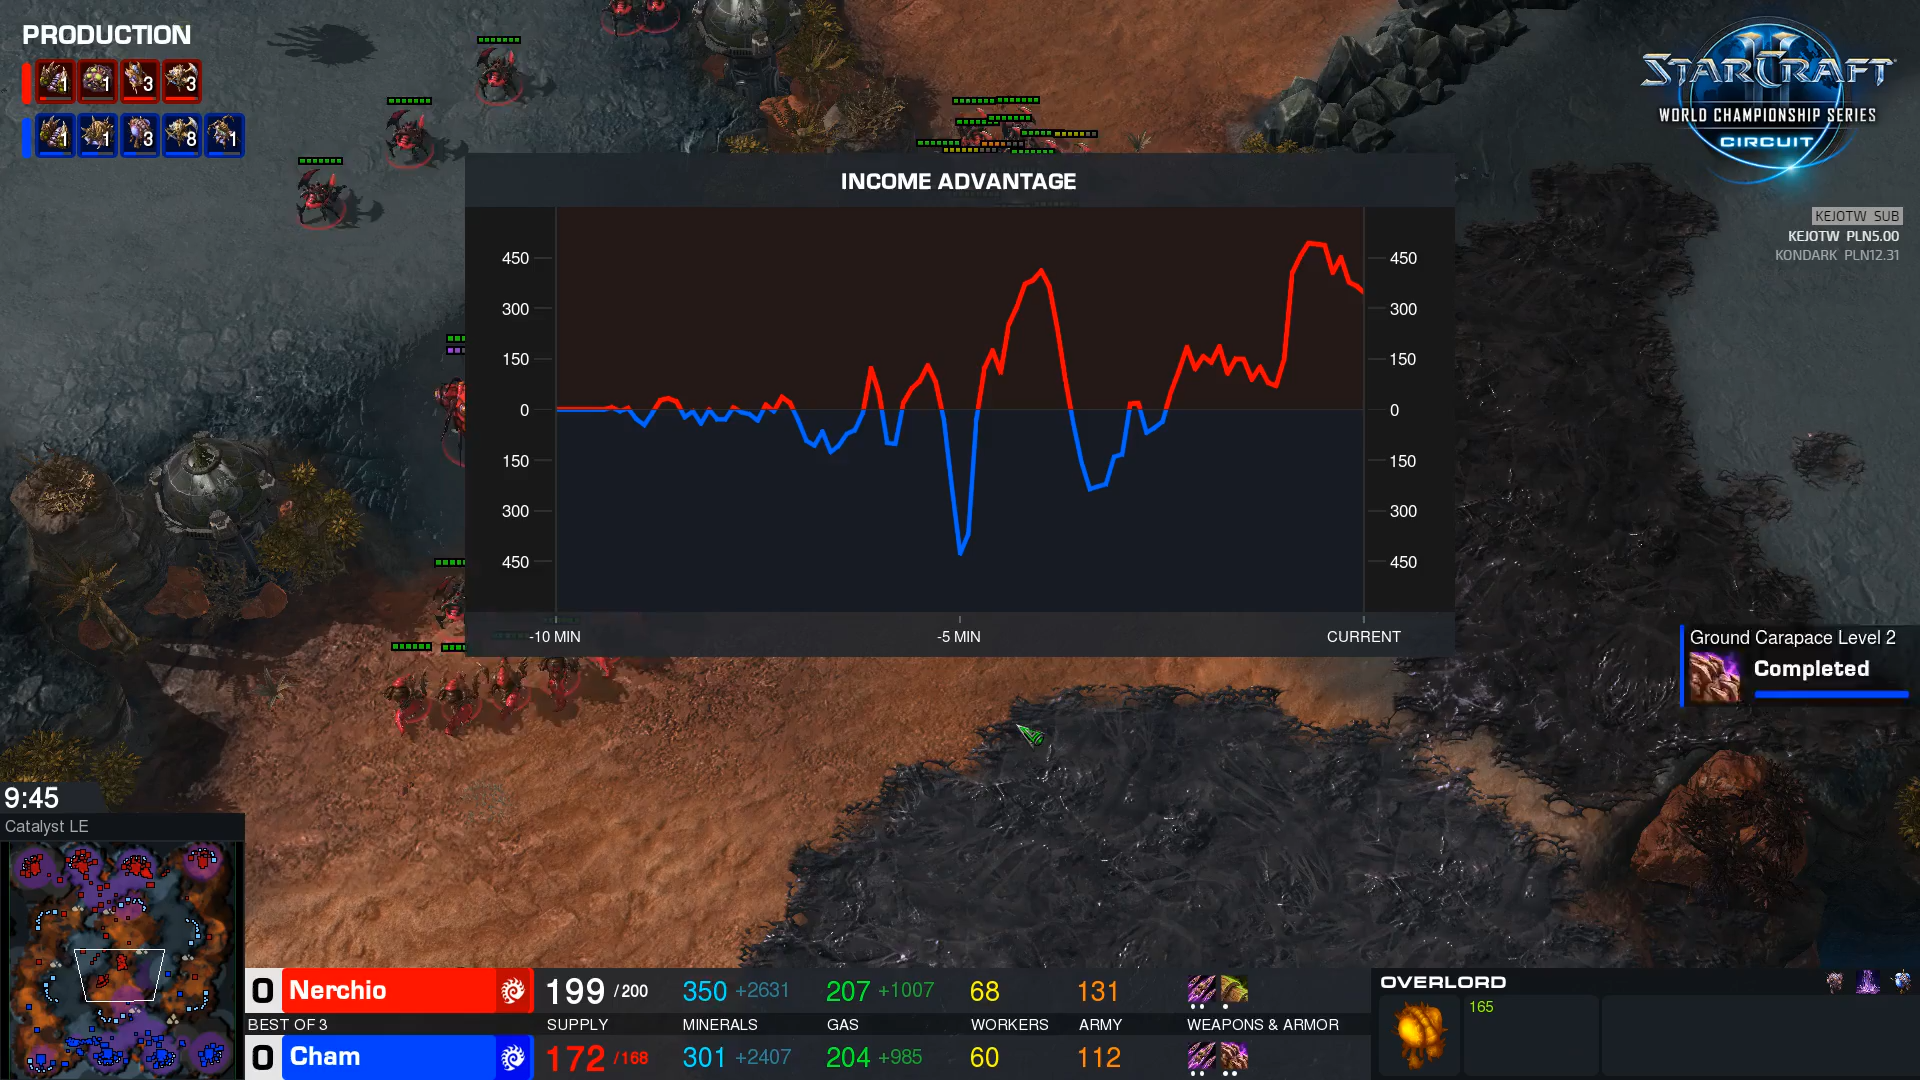 PRODUCTION
1 1 3 3
1 1 3 8 1
STARCRAFT
II
WORLD CHAMPIONSHIP SERIES
CIRCUIT
KEJOTW SUB
KEJOTW PLN5.00
KONDARK PLN12.31
INCOME ADVANTAGE
450 450
300 300
150 150
0 0
150 150
300 300
450 450
-10 MIN -5 MIN CURRENT
Ground Carapace Level 2
Completed
9:45
Catalyst LE
0 Nerchio 199 /200 350 +2631 207 +1007 68 131
BEST OF 3 SUPPLY MINERALS GAS WORKERS ARMY WEAPONS & ARMOR
0 Cham 172 /168 301 +2407 204 +985 60 112
OVERLORD
165